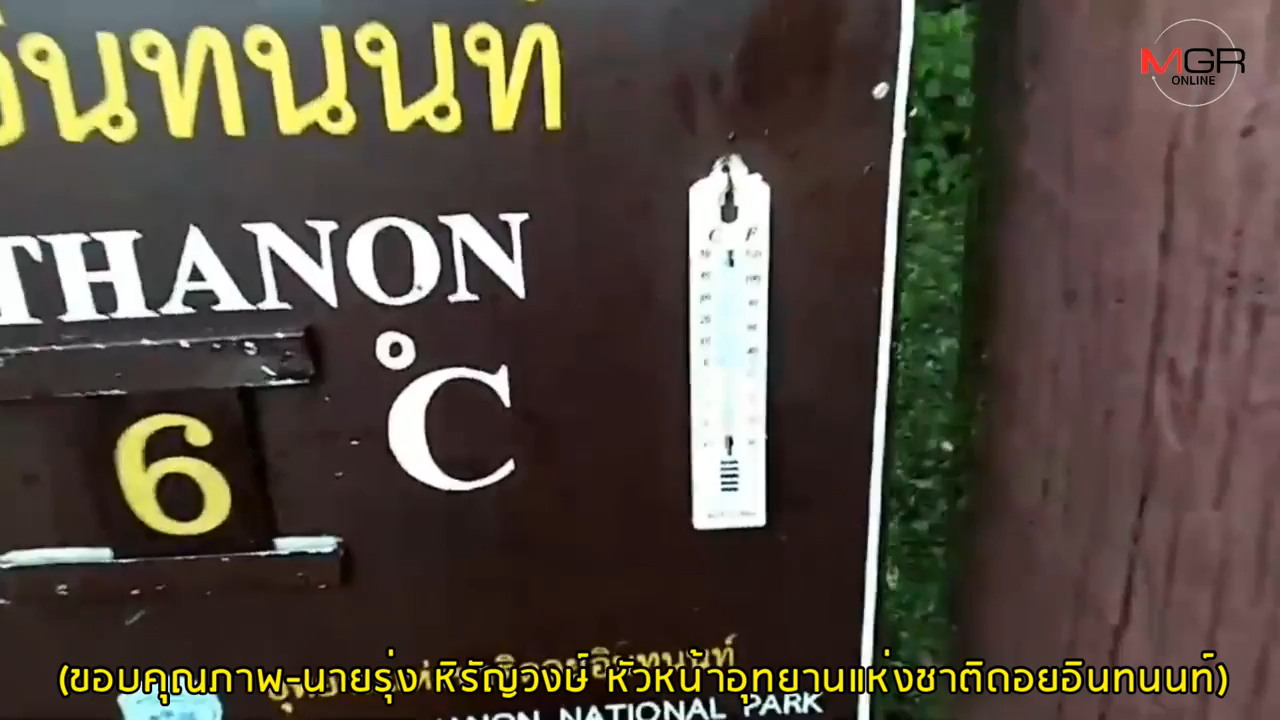 MGR
ONLINE
อินทนนท์
THANON
°C
6
C F
(ขอบคุณภาพ-นายรุ่ง หิรัญวงษ์ หัวหน้าอุทยานแห่งชาติดอยอินทนนท์)
NATIONAL PARK